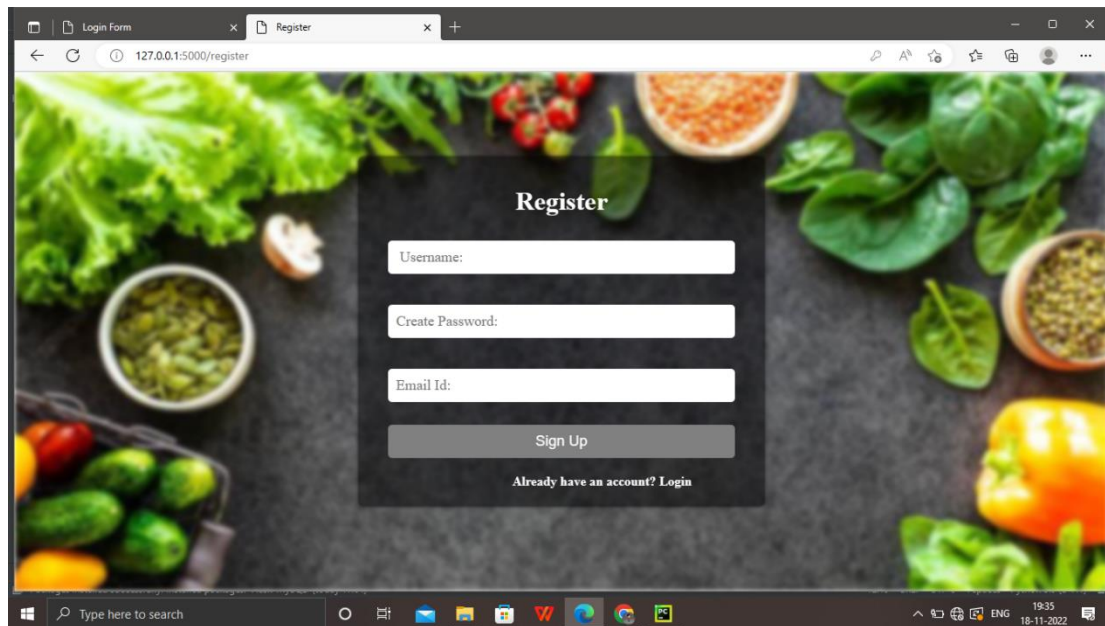 Login Form
Register
127.0.0.1:5000/register
Register
Username:
Create Password:
Email Id:
Sign Up
Already have an account? Login
Type here to search
ENG
19:35
18-11-2022